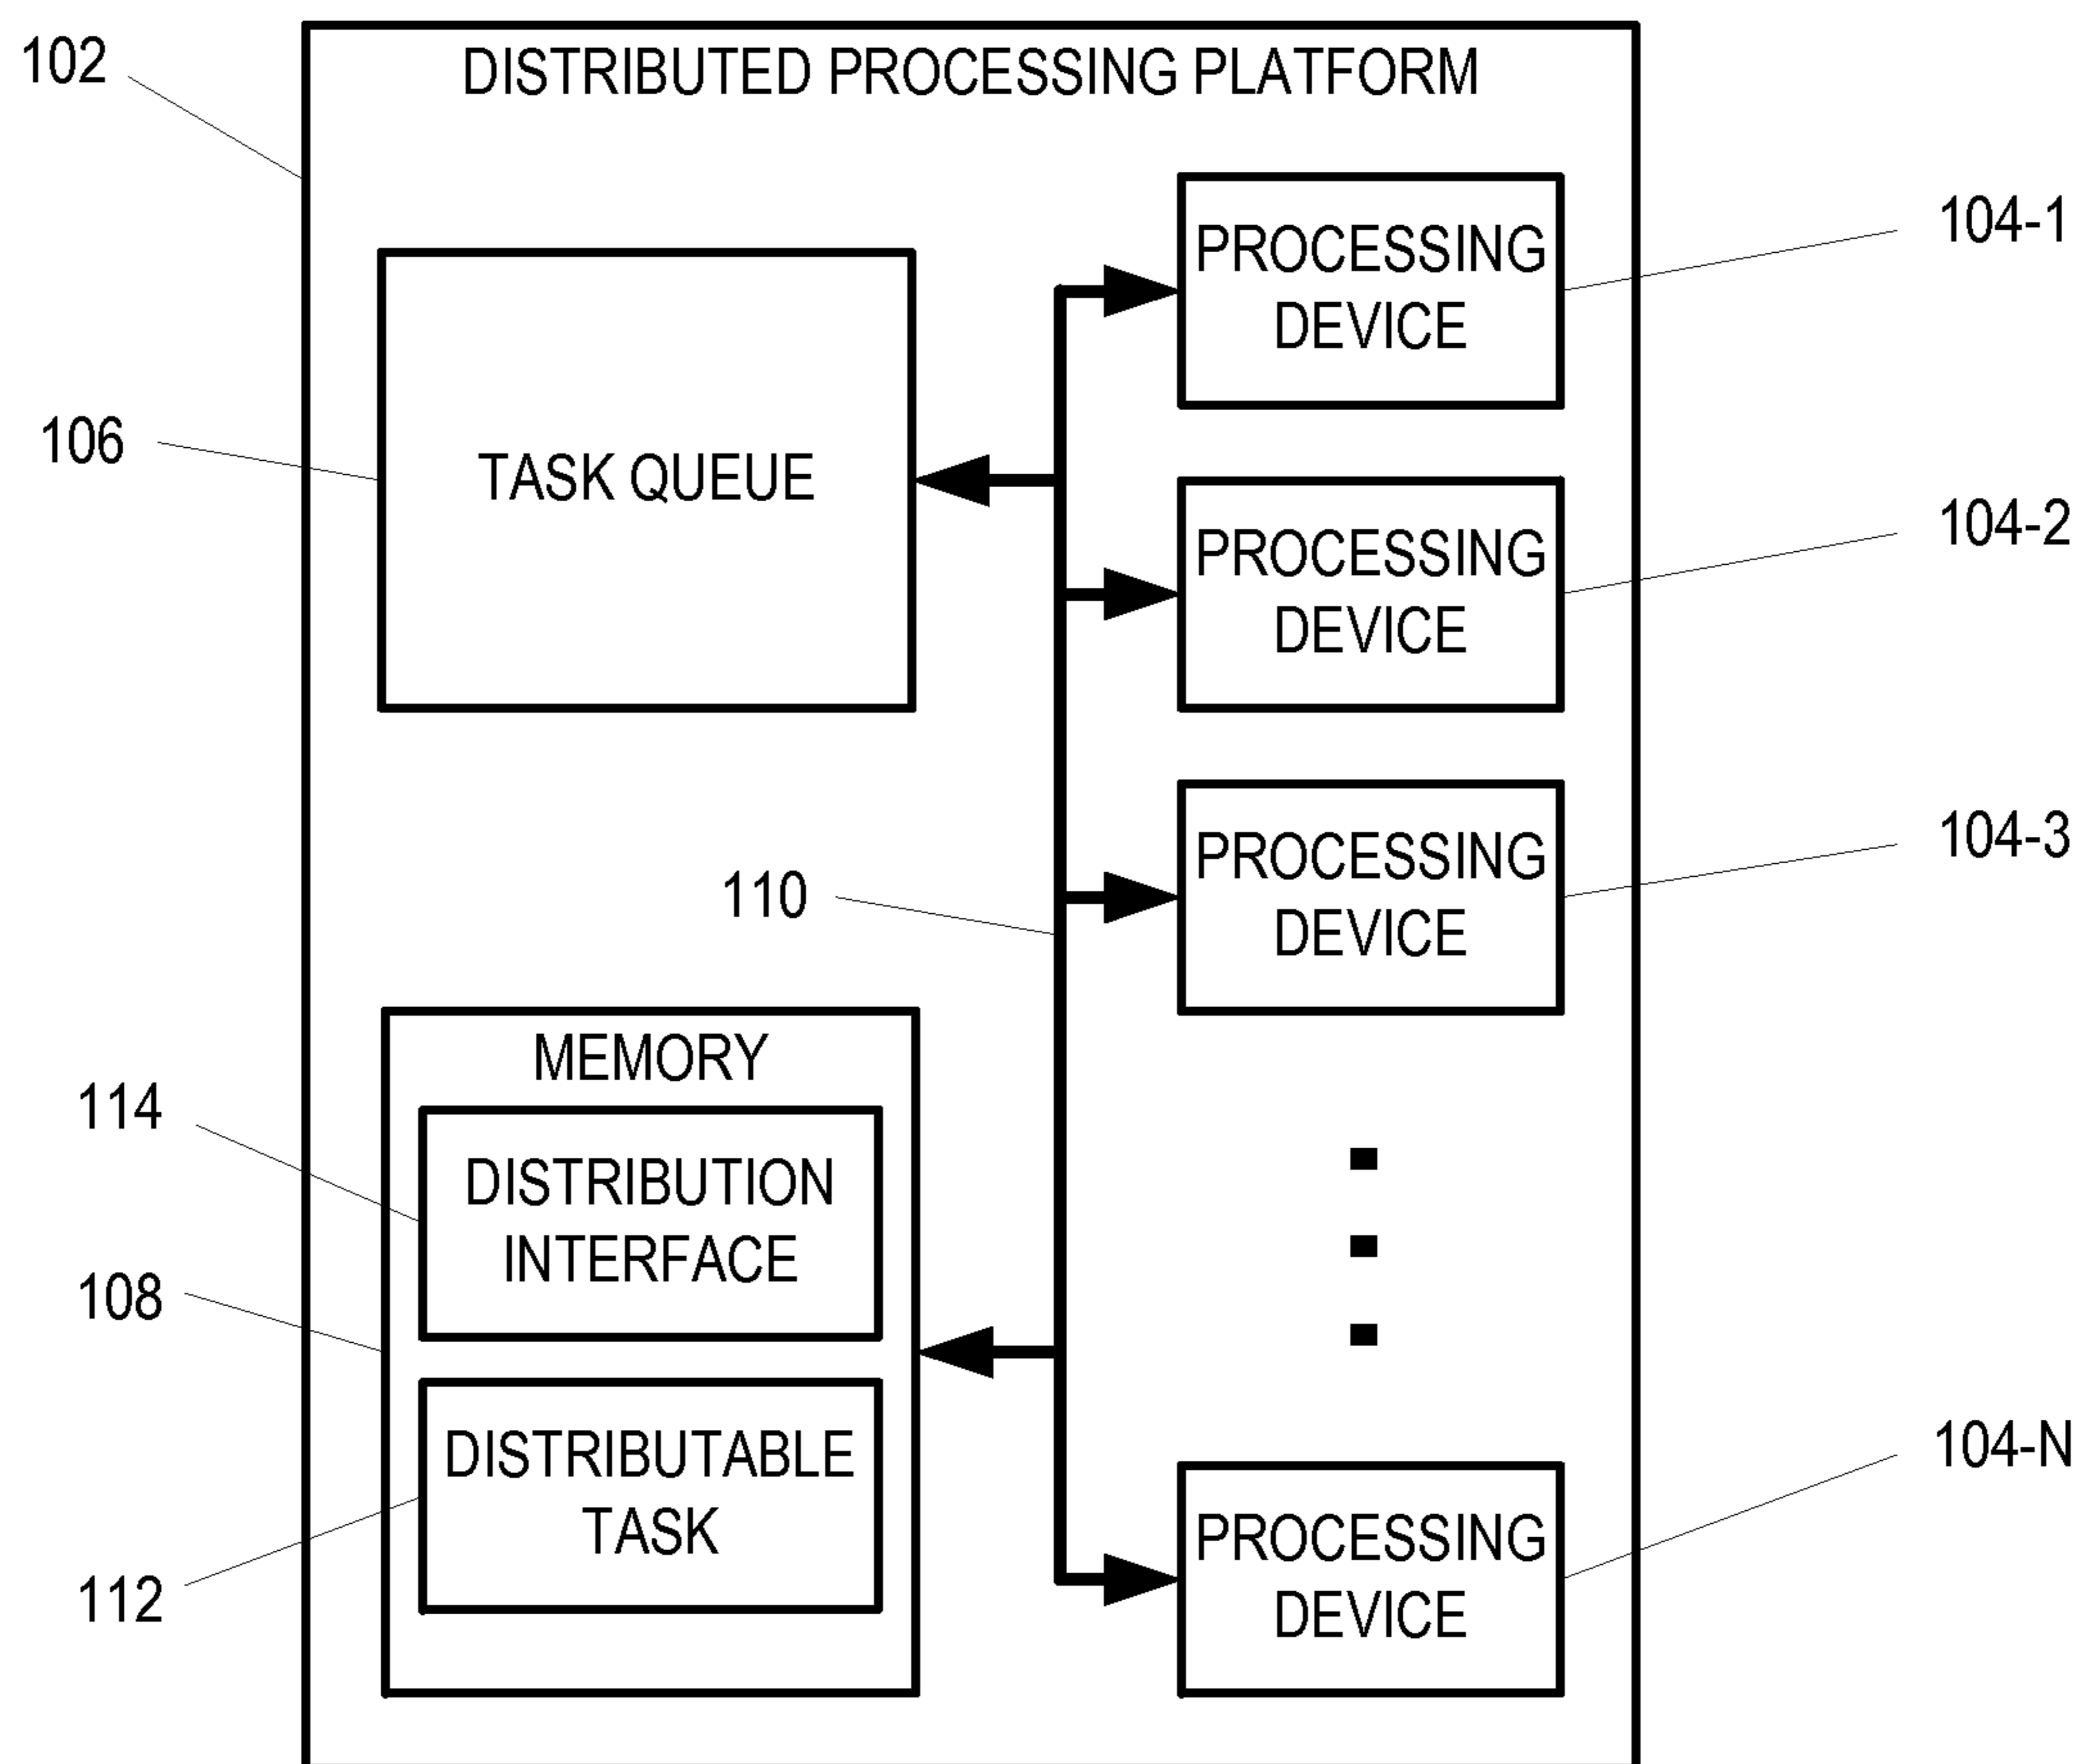 102
DISTRIBUTED PROCESSING PLATFORM
104-1
PROCESSING
DEVICE
106
TASK QUEUE
104-2
PROCESSING
DEVICE
104-3
PROCESSING
DEVICE
110
MEMORY
114
DISTRIBUTION
INTERFACE
108
DISTRIBUTABLE
TASK
112
104-N
PROCESSING
DEVICE